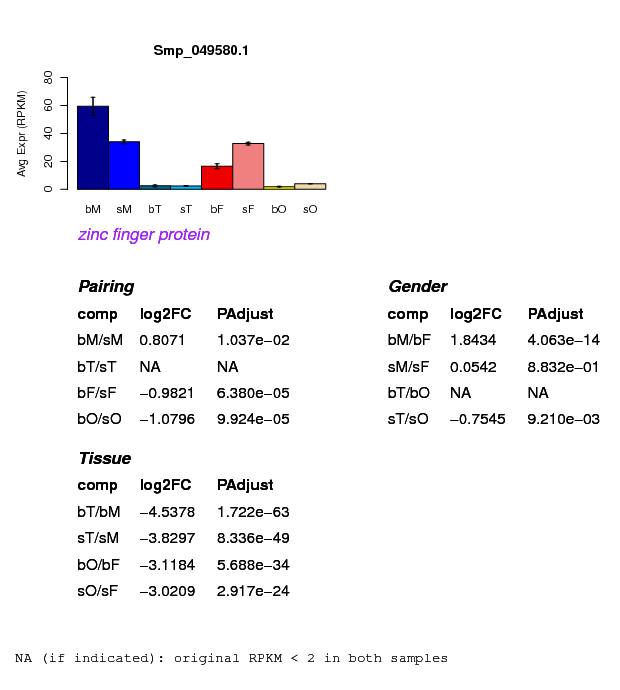 Smp_049580.1
Avg Expr (RPKM)
80
60
40
20
0
bM sM bT sT bF sF bO sO
zinc finger protein
Pairing
comp log2FC PAdjust
bM/sM 0.8071 1.037e−02
bT/sT NA NA
bF/sF −0.9821 6.380e−05
bO/sO −1.0796 9.924e−05
Gender
comp log2FC PAdjust
bM/bF 1.8434 4.063e−14
sM/sF 0.0542 8.832e−01
bT/bO NA NA
sT/sO −0.7545 9.210e−03
Tissue
comp log2FC PAdjust
bT/bM −4.5378 1.722e−63
sT/sM −3.8297 8.336e−49
bO/bF −3.1184 5.688e−34
sO/sF −3.0209 2.917e−24
NA (if indicated): original RPKM < 2 in both samples